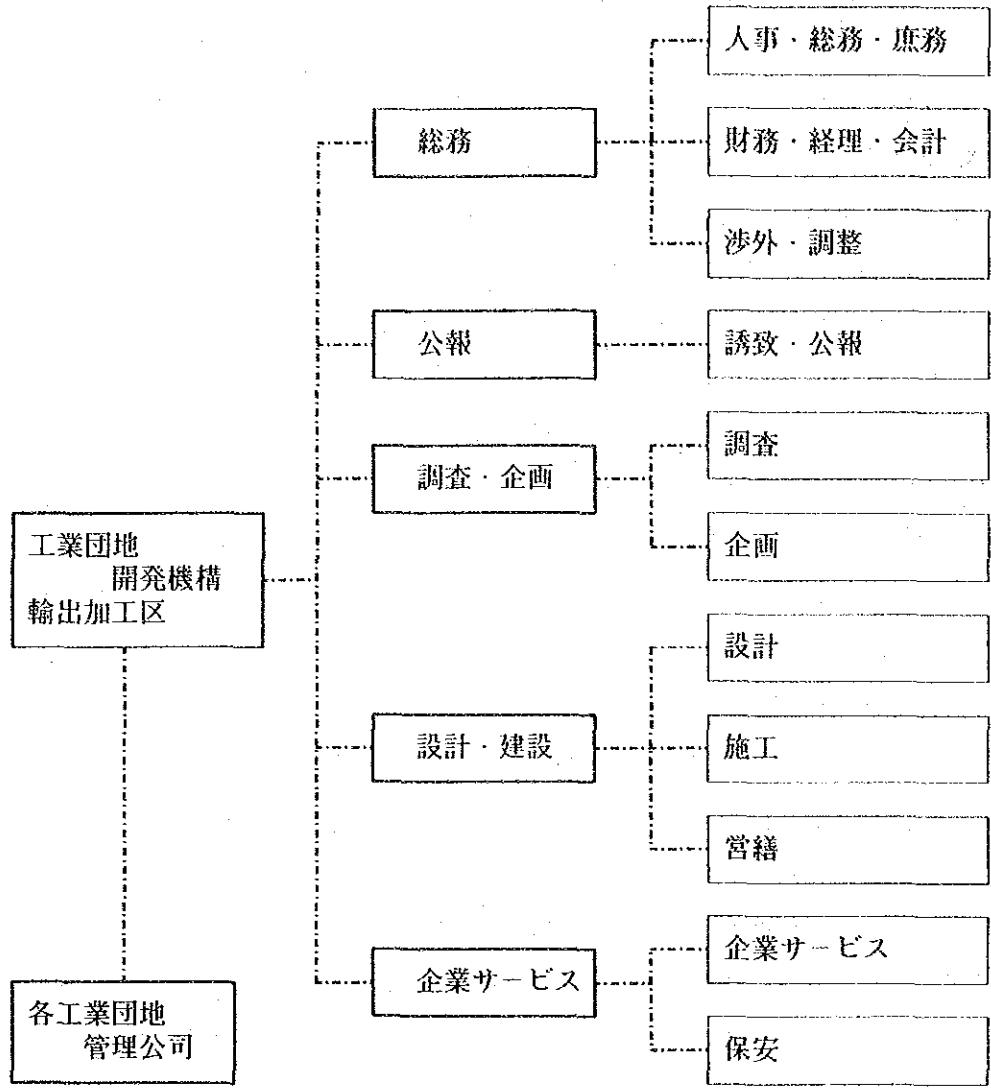 人事・総務・庶務
総務
財務・経理・会計
渉外・調整
公報
誘致・公報
調査・企画
調査
企画
工業団地
開発機構
輸出加工区
設計・建設
設計
施工
営繕
企業サービス
企業サービス
保安
各工業団地
管理公司